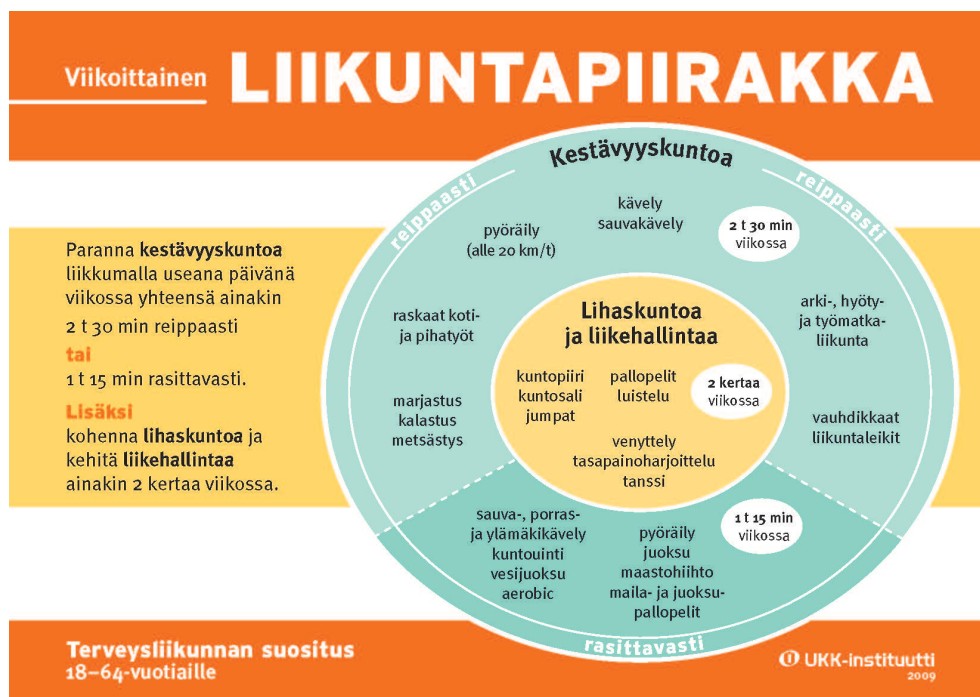 Viikoittainen LIIKUNTAPIIRAKKA
Paranna kestävyyskuntoa
liikkumalla useana päivänä
viikossa yhteensä ainakin
2 t 30 min reippaasti
tai
1 t 15 min rasittavasti.
Lisäksi
kohenna lihaskuntoa ja
kehitä liikehallintaa
ainakin 2 kertaa viikossa.
Kestävyyskuntoa
reippaasti
reippaasti
kävely
sauvakävely
2 t 30 min
viikossa
pyöräily
(alle 20 km/t)
raskaat koti-
ja pihatyöt
arki-, hyöty-
ja työmatka-
liikunta
marjastus
kalastus
metsästys
vauhdikkaat
liikuntaleikit
Lihaskuntoa
ja liikehallintaa
kuntopiiri
kuntosali
jumpat
pallopelit
luistelu
2 kertaa
viikossa
venyttely
tasapainoharjoittelu
tanssi
sauva-, porras-
ja ylämäkikävely
kuntouinti
vesijuoksu
aerobic
pyöräily
juoksu
maastohiihto
maila- ja juoksu-
pallopelit
1 t 15 min
viikossa
rasittavasti
Terveysliikunnan suositus
18–64-vuotiaille
UKK-instituutti
2009